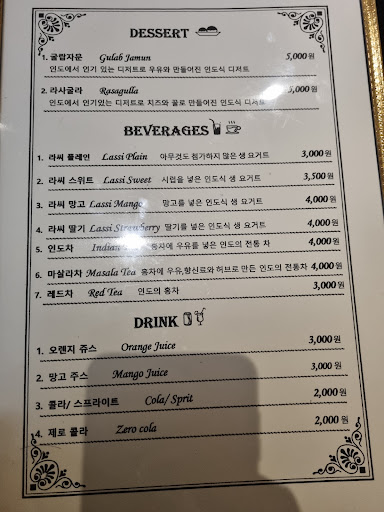 DESSERT
1. 굴랍자문 Gulab Jamun 5,000원
인도에서 인기 있는 디저트로 우유와 만들어진 인도식 디저트
2. 라사굴라 Rasagulla 5,000원
인도에서 인기있는 디저트로 치즈와 꿀로 만들어진 인도식 디저트
BEVERAGES
1. 라씨 플레인 Lassi Plain 아무것도 첨가하지 않은 생 요거트 3,000원
2. 라씨 스위트 Lassi Sweet 시럽을 넣은 인도식 생 요거트 3,500원
3. 라씨 망고 Lassi Mango 망고를 넣은 인도식 생 요거트 4,000원
4. 라씨 딸기 Lassi Strawberry 딸기를 넣은 인도식 생 요거트 4,000원
5. 인도차 Indian 홍차에 우유를 넣은 인도의 전통 차 4,000원
6. 마살라차 Masala Tea 홍차에 우유,향신료와 허브로 만든 인도의 전통차 4,000원
7. 레드차 Red Tea 인도의 홍차 3,000원
DRINK
1. 오렌지 쥬스 Orange Juice 3,000원
2. 망고 주스 Mango Juice 3,000원
3. 콜라/ 스프라이트 Cola/ Sprit 2,000원
4. 제로 콜라 Zero cola 2,000원